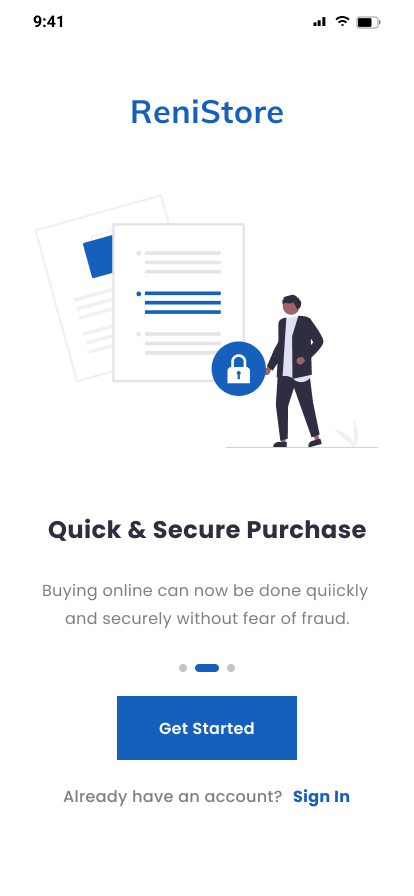 9:41
ReniStore
Quick & Secure Purchase
Buying online can now be done quiickly
and securely without fear of fraud.
Get Started
Already have an account? Sign In